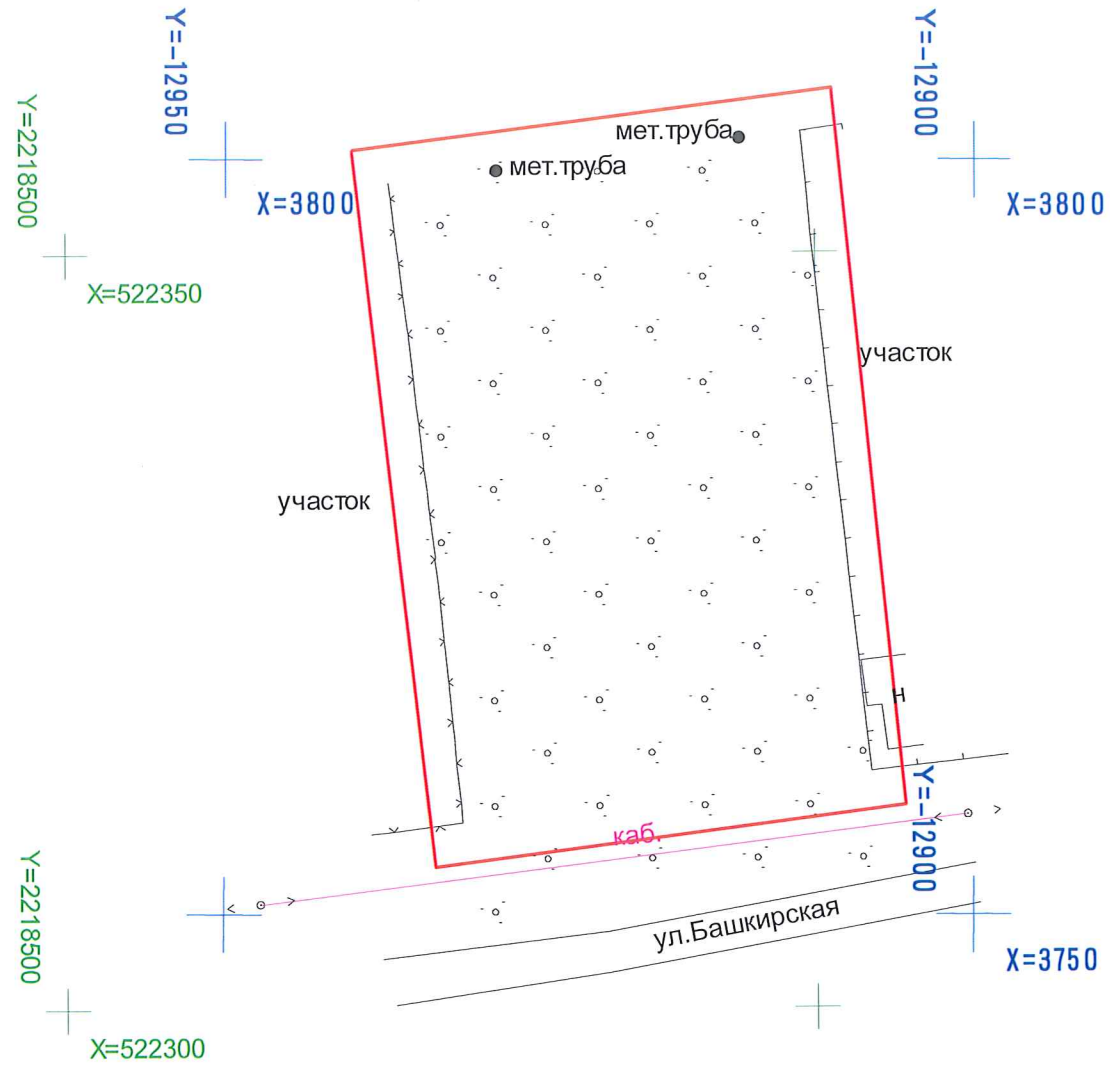 Y=-12950
Y=-12900
Y=2218500
мет.труба
мет.труба
X=3800
X=3800
X=522350
участок
участок
н
Y=-12900
каб.
Y=2218500
ул.Башкирская
X=3750
X=522300